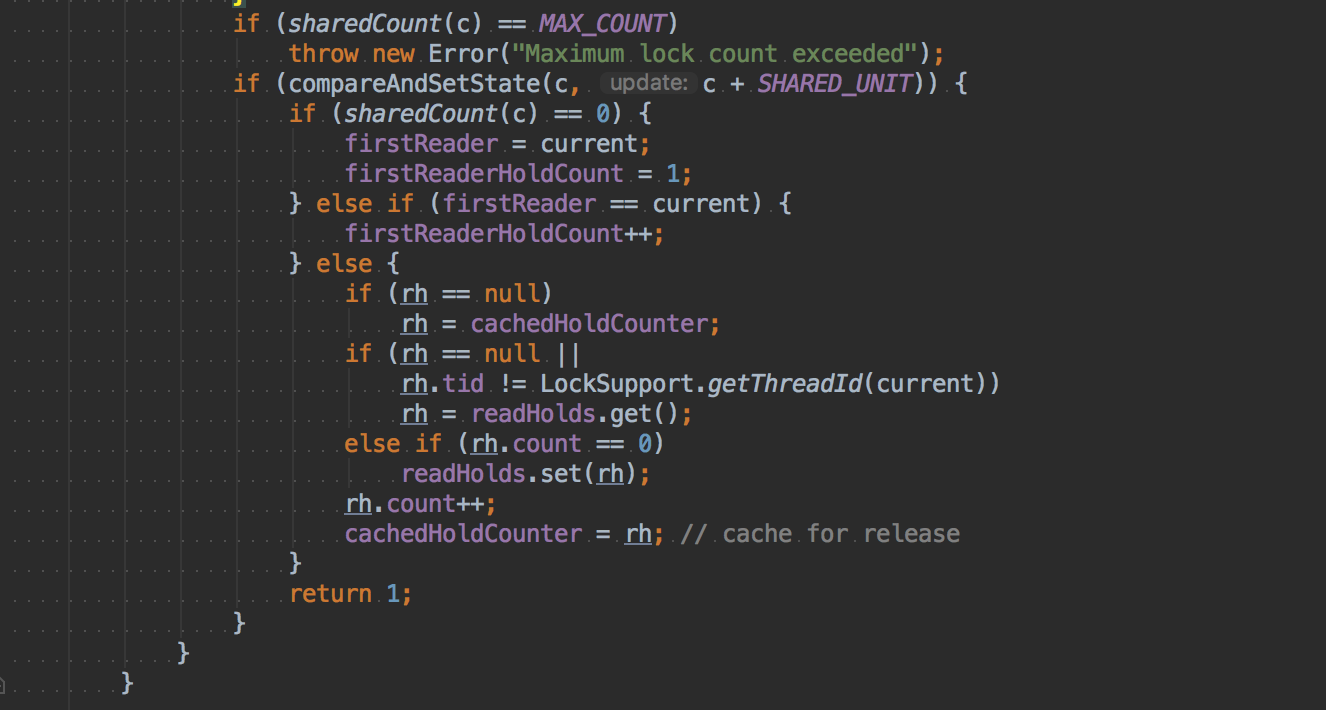 }
if (sharedCount(c) == MAX_COUNT)
throw new Error("Maximum lock count exceeded");
if (compareAndSetState(c, update: c + SHARED_UNIT)) {
if (sharedCount(c) == 0) {
firstReader = current;
firstReaderHoldCount = 1;
} else if (firstReader == current) {
firstReaderHoldCount++;
} else {
if (rh == null)
rh = cachedHoldCounter;
if (rh == null ||
rh.tid != LockSupport.getThreadId(current))
rh = readHolds.get();
else if (rh.count == 0)
readHolds.set(rh);
rh.count++;
cachedHoldCounter = rh; // cache for release
}
return 1;
}
}
}